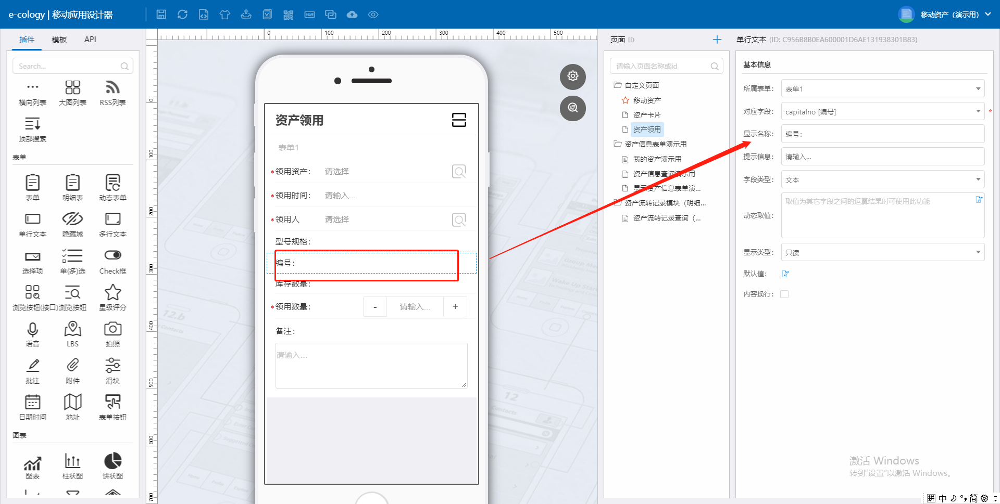 e-cology | 移动应用设计器
移动资产（演示用）
插件
模板
API
Search...
横向列表
大图列表
RSS列表
顶部搜索
表单
表单
明细表
动态表单
单行文本
隐藏域
多行文本
选择项
单(多)选
Check框
浏览按钮(接口)
浏览按钮
星级评分
语音
LBS
拍照
批注
附件
滑块
日期时间
地址
表单按钮
图表
图表
柱状图
饼状图
0
100
200
300
400
500
0
100
200
300
400
500
600
700
资产领用
表单1
*领用资产：
请选择
*领用时间：
请输入...
*领用人
请选择
型号规格：
编号：
库存数量：
*领用数量：
-
请输入...
+
备注：
请输入...
页面 ID
请输入页面名称或id
自定义页面
移动资产
资产卡片
资产领用
资产信息表单演示用
我的资产演示用
资产信息查询演示用
显示资产信息表单演...
资产流转记录模块（明细...
资产流转记录查询（...
单行文本 (ID: C956B8B0EA600001D6AE131938301B83)
基本信息
所属表单：
表单1
对应字段：
capitalno [编号]
*
显示名称：
编号：
提示信息：
请输入...
字段类型：
文本
动态取值：
取值为其它字段之间的运算结果时可使用此功能
显示类型：
只读
默认值：
内容换行：
激活 Windows
转到"设置"以激活 Windows。
拼 中 简